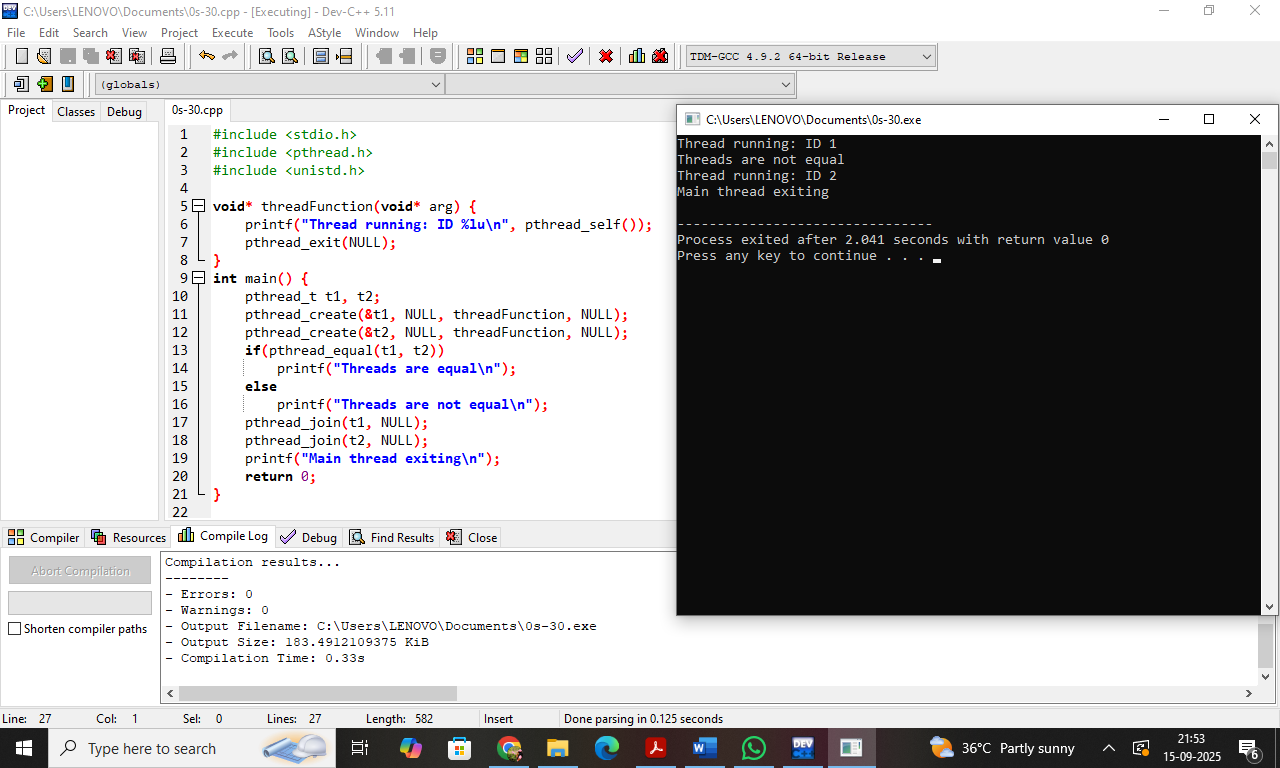 C:\Users\LENOVO\Documents\0s-30.cpp - [Executing] - Dev-C++ 5.11
File Edit Search View Project Execute Tools AStyle Window Help
TDM-GCC 4.9.2 64-bit Release
(globals)
Project Classes Debug
0s-30.cpp
1 #include <stdio.h>
2 #include <pthread.h>
3 #include <unistd.h>
4
5 void* threadFunction(void* arg) {
6 printf("Thread running: ID %lu\n", pthread_self());
7 pthread_exit(NULL);
8 }
9 int main() {
10 pthread_t t1, t2;
11 pthread_create(&t1, NULL, threadFunction, NULL);
12 pthread_create(&t2, NULL, threadFunction, NULL);
13 if(pthread_equal(t1, t2))
14 printf("Threads are equal\n");
15 else
16 printf("Threads are not equal\n");
17 pthread_join(t1, NULL);
18 pthread_join(t2, NULL);
19 printf("Main thread exiting\n");
20 return 0;
21 }
22
C:\Users\LENOVO\Documents\0s-30.exe
Thread running: ID 1
Threads are not equal
Thread running: ID 2
Main thread exiting
--------------------------------
Process exited after 2.041 seconds with return value 0
Press any key to continue . . .
Compiler Resources Compile Log Debug Find Results Close
Abort Compilation
Shorten compiler paths
Compilation results...
--------
- Errors: 0
- Warnings: 0
- Output Filename: C:\Users\LENOVO\Documents\0s-30.exe
- Output Size: 183.4912109375 KiB
- Compilation Time: 0.33s
Line: 27 Col: 1 Sel: 0 Lines: 27 Length: 582 Insert Done parsing in 0.125 seconds
Type here to search
DEV
36°C Partly sunny
21:53
15-09-2025
6